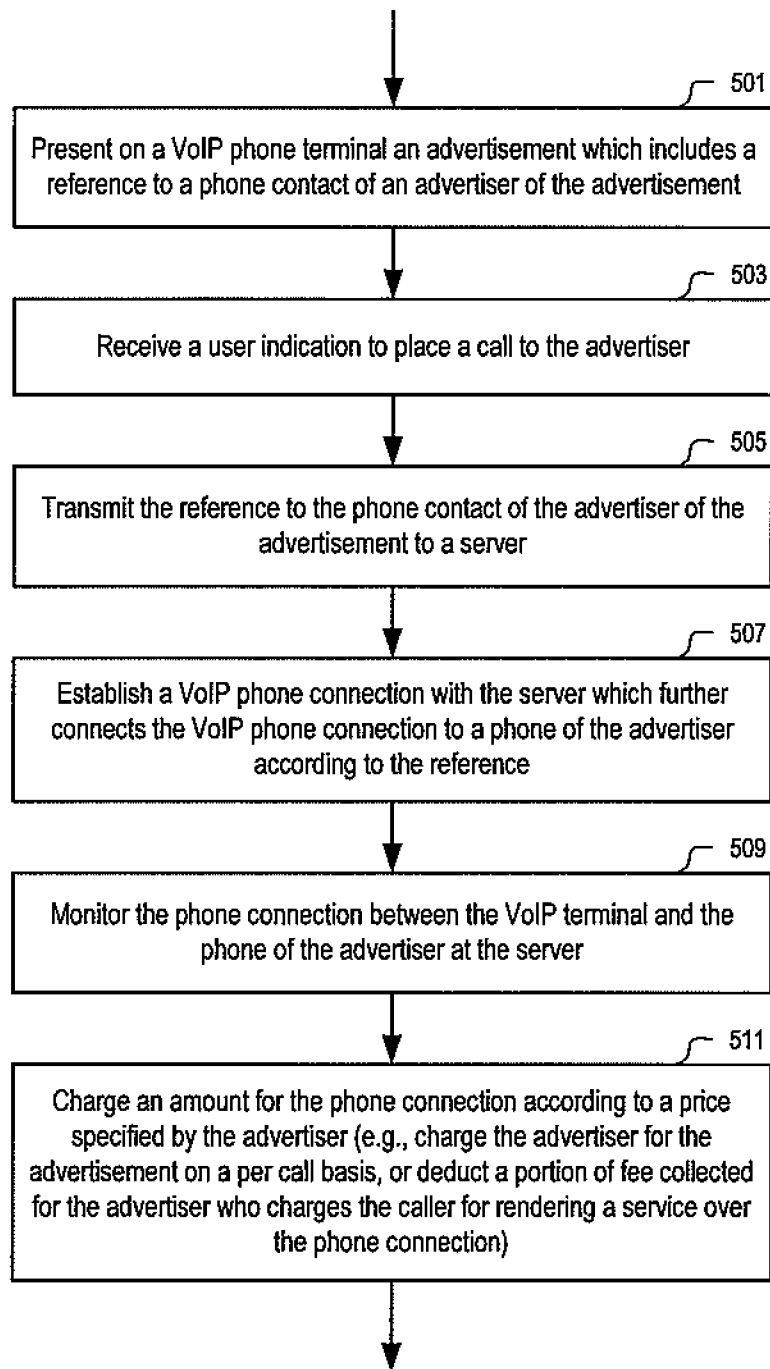 501
Present on a VoIP phone terminal an advertisement which includes a
reference to a phone contact of an advertiser of the advertisement
503
Receive a user indication to place a call to the advertiser
505
Transmit the reference to the phone contact of the advertiser of the
advertisement to a server
507
Establish a VoIP phone connection with the server which further
connects the VoIP phone connection to a phone of the advertiser
according to the reference
509
Monitor the phone connection between the VoIP terminal and the
phone of the advertiser at the server
511
Charge an amount for the phone connection according to a price
specified by the advertiser (e.g., charge the advertiser for the
advertisement on a per call basis, or deduct a portion of fee collected
for the advertiser who charges the caller for rendering a service over
the phone connection)